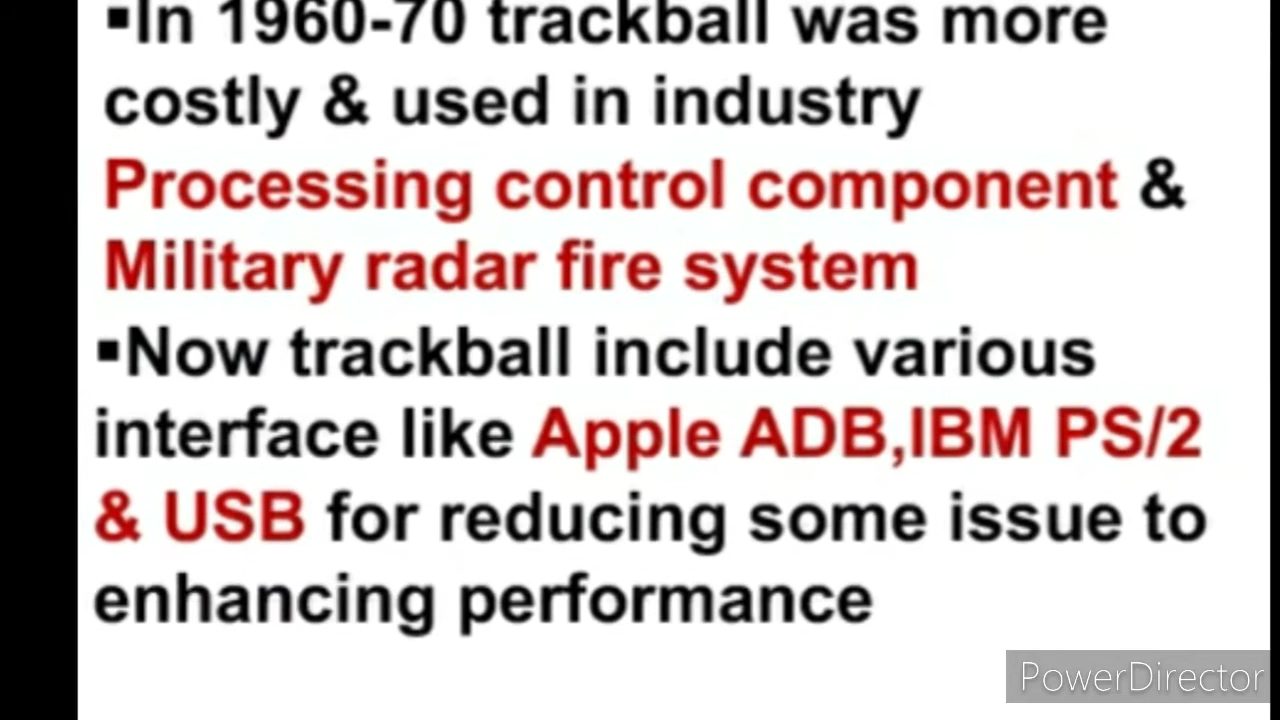 ▪In 1960-70 trackball was more
costly & used in industry
Processing control component &
Military radar fire system
▪Now trackball include various
interface like Apple ADB,IBM PS/2
& USB for reducing some issue to
enhancing performance
PowerDirector